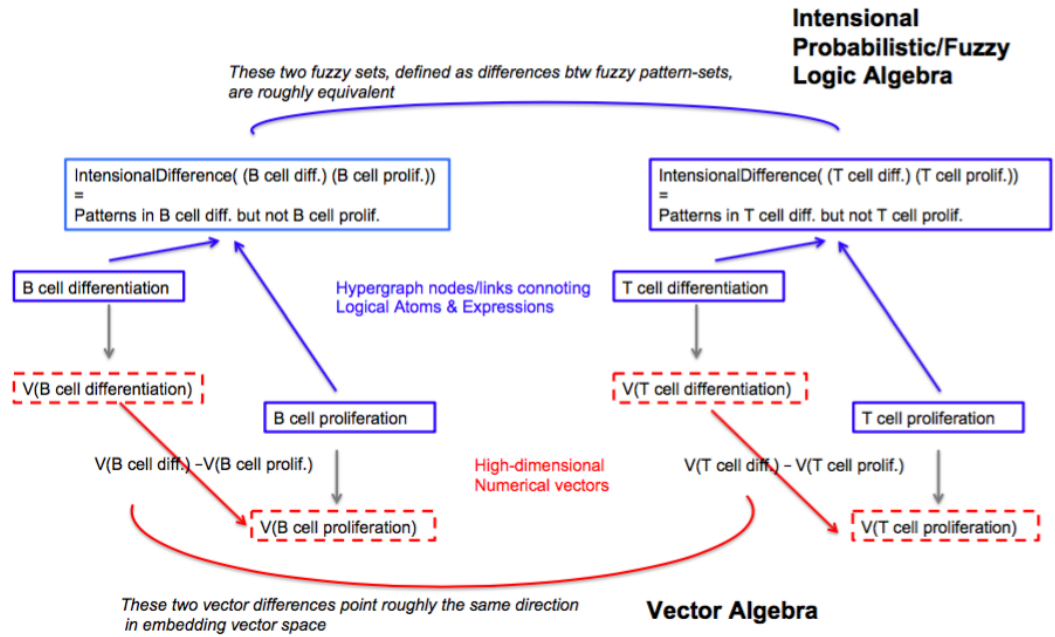 Intensional
Probabilistic/Fuzzy
Logic Algebra
These two fuzzy sets, defined as differences btw fuzzy pattern-sets,
are roughly equivalent
IntensionalDifference( (B cell diff.) (B cell prolif.))
=
Patterns in B cell diff. but not B cell prolif.
IntensionalDifference( (T cell diff.) (T cell prolif.))
=
Patterns in T cell diff. but not T cell prolif.
B cell differentiation
Hypergraph nodes/links connoting
Logical Atoms & Expressions
T cell differentiation
V(B cell differentiation)
V(T cell differentiation)
B cell proliferation
T cell proliferation
V(B cell diff.) –V(B cell prolif.)
High-dimensional
Numerical vectors
V(T cell diff.) – V(T cell prolif.)
V(B cell proliferation)
V(T cell proliferation)
These two vector differences point roughly the same direction
in embedding vector space
Vector Algebra